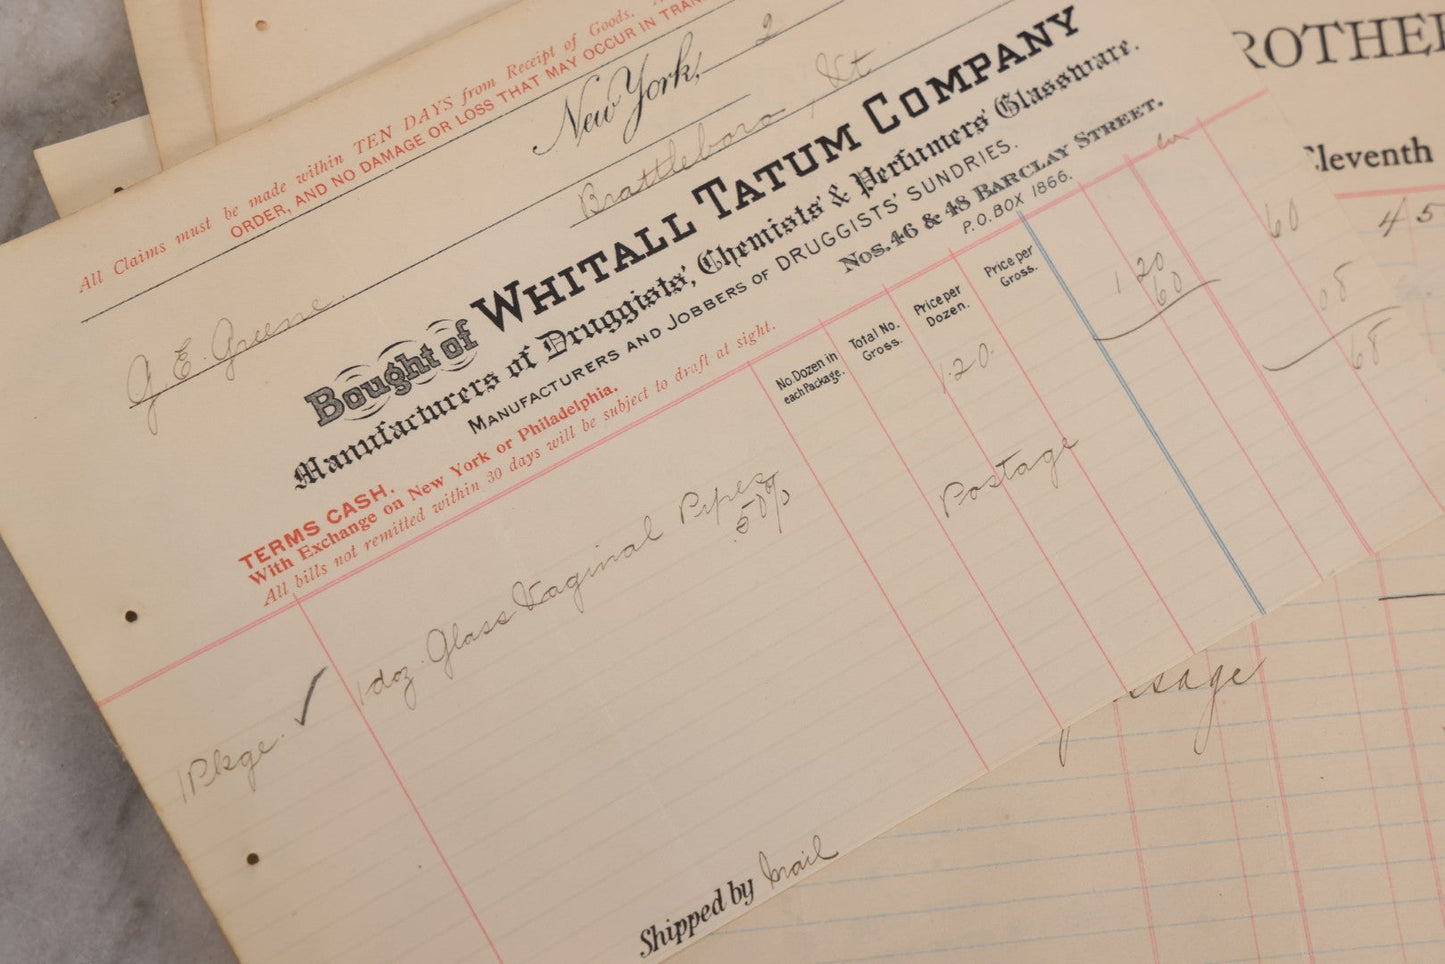 All Claims must be made within TEN DAYS from Receipt of Goods.
ORDER, AND NO DAMAGE OR LOSS THAT MAY OCCUR IN
New York, 2
G. E. Greene. Brattleboro, Vt
Bought of WHITALL TATUM COMPANY
Manufacturers of Druggists', Chemists' & Perfumers' Glassware.
MANUFACTURERS AND JOBBERS OF DRUGGISTS' SUNDRIES.
Nos. 46 & 48 BARCLAY STREET.
P.O. BOX 1866.
TERMS CASH.
With Exchange on New York or Philadelphia.
All bills not remitted within 30 days will be subject to draft at sight.
No. Dozen in each Package.
Total No. Gross.
Price per Dozen.
Price per Gross.
1 Pkge. ✓ 1 doz. Glass Vaginal Pipes 1.20 1 20
50% 60 60
Postage 08
68
Shipped by mail
ROTHE
Eleventh
45